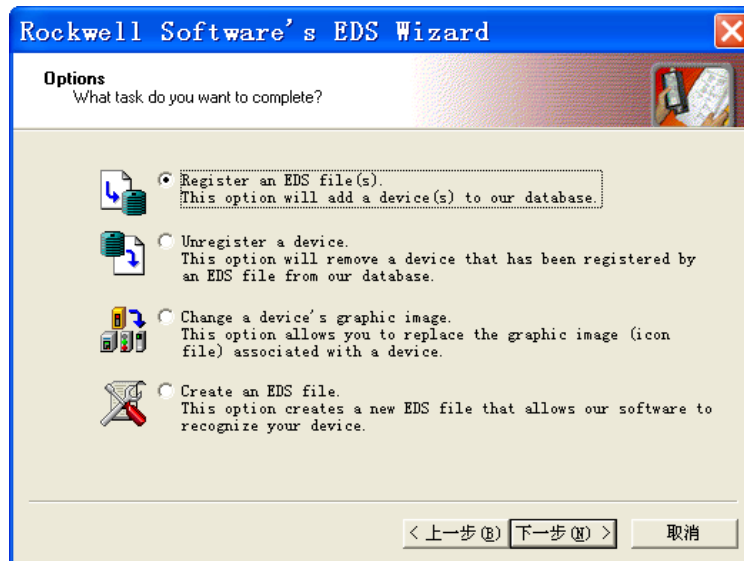 Rockwell Software's EDS Wizard
Options
What task do you want to complete?
Register an EDS file(s).
This option will add a device(s) to our database.
Unregister a device.
This option will remove a device that has been registered by
an EDS file from our database.
Change a device's graphic image.
This option allows you to replace the graphic image (icon
file) associated with a device.
Create an EDS file.
This option creates a new EDS file that allows our software to
recognize your device.
< 上一步(B) 下一步(N) > 取消